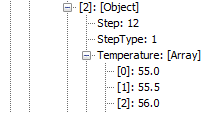 [2]: [Object]
Step: 12
StepType: 1
Temperature: [Array]
[0]: 55.0
[1]: 55.5
[2]: 56.0